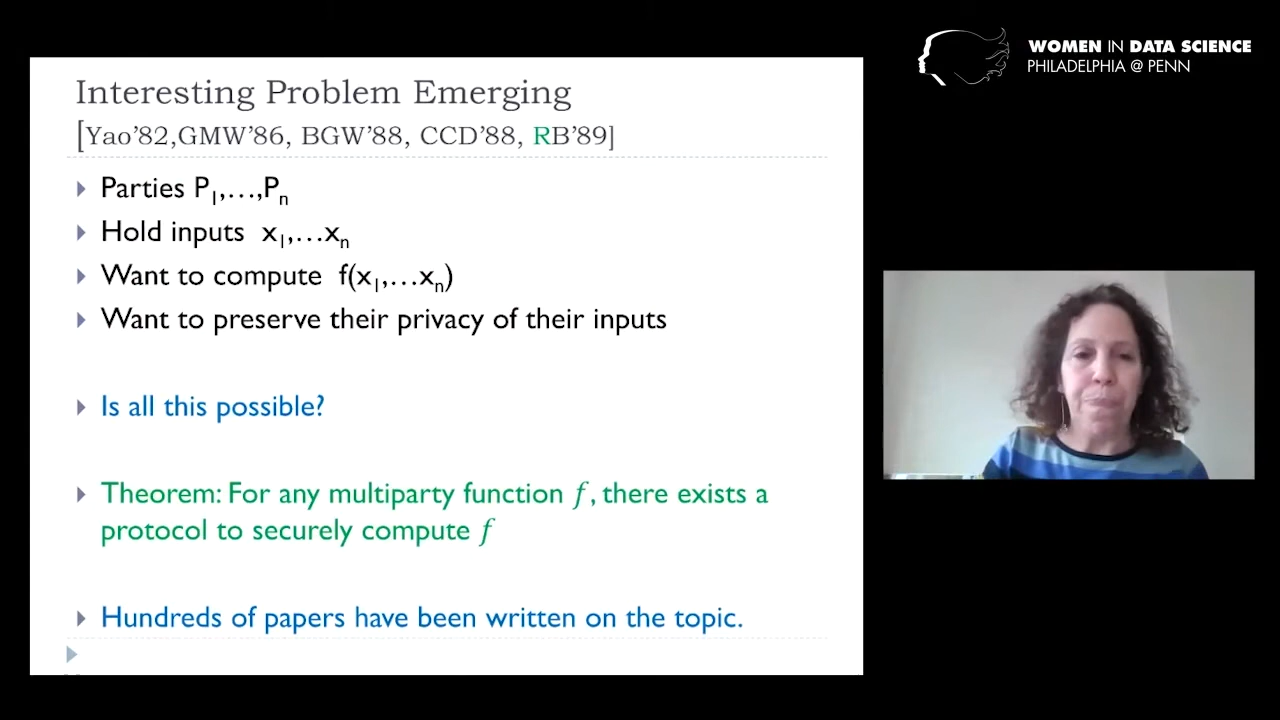 WOMEN IN DATA SCIENCE
PHILADELPHIA @ PENN
Interesting Problem Emerging
[Yao’82,GMW’86, BGW’88, CCD’88, RB’89]
Parties P1,…,Pn
Hold inputs x1,…xn
Want to compute f(x1,…xn)
Want to preserve their privacy of their inputs
Is all this possible?
Theorem: For any multiparty function f, there exists a
protocol to securely compute f
Hundreds of papers have been written on the topic.